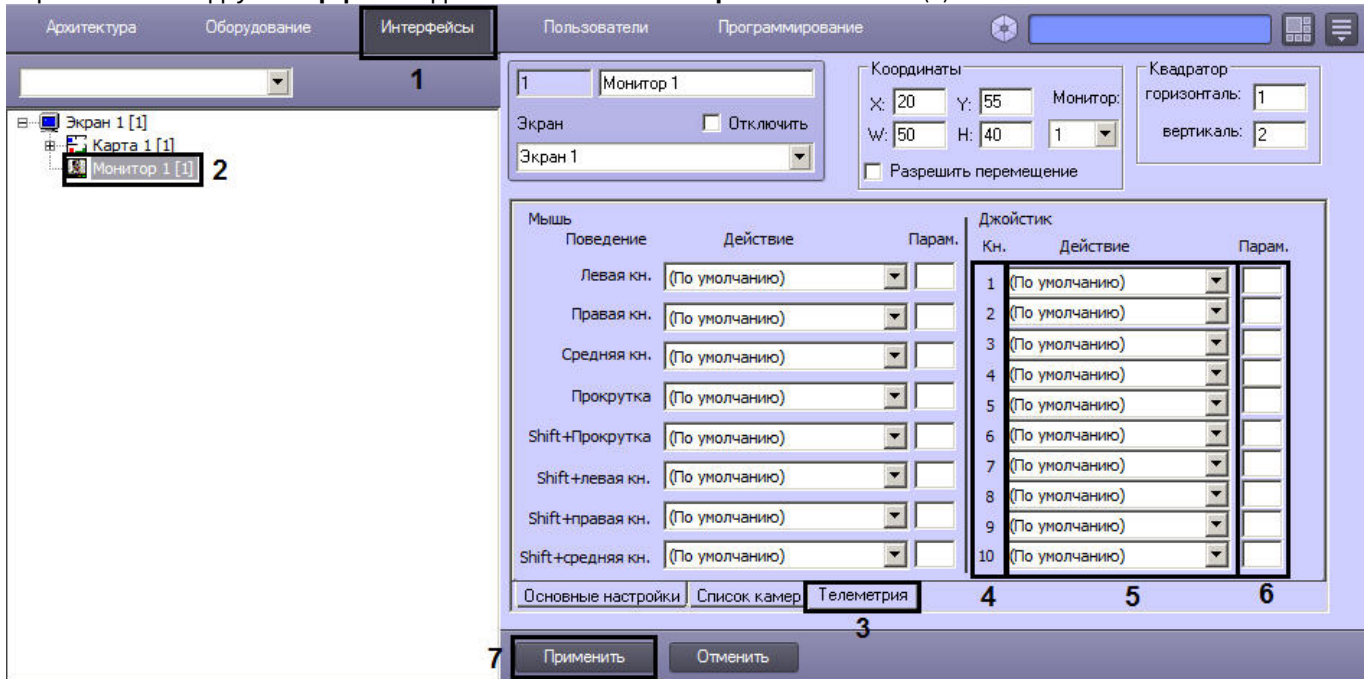 Архитектура Оборудование Интерфейсы Пользователи Программирование
1
1 Монитор 1
Экран Отключить
Экран 1
Координаты
X: 20 Y: 55 Монитор:
W: 50 H: 40 1
Разрешить перемещение
Квадратор
горизонталь: 1
вертикаль: 2
Экран 1 [1]
Карта 1 [1]
Монитор 1 [1] 2
Мышь
Поведение Действие Парам.
Левая кн. (По умолчанию)
Правая кн. (По умолчанию)
Средняя кн. (По умолчанию)
Прокрутка (По умолчанию)
Shift+Прокрутка (По умолчанию)
Shift+левая кн. (По умолчанию)
Shift+правая кн. (По умолчанию)
Shift+средняя кн. (По умолчанию)
Джойстик
Кн. Действие Парам.
1 (По умолчанию)
2 (По умолчанию)
3 (По умолчанию)
4 (По умолчанию)
5 (По умолчанию)
6 (По умолчанию)
7 (По умолчанию)
8 (По умолчанию)
9 (По умолчанию)
10 (По умолчанию)
Основные настройки Список камер Телеметрия 4 5 6
3
7 Применить Отменить